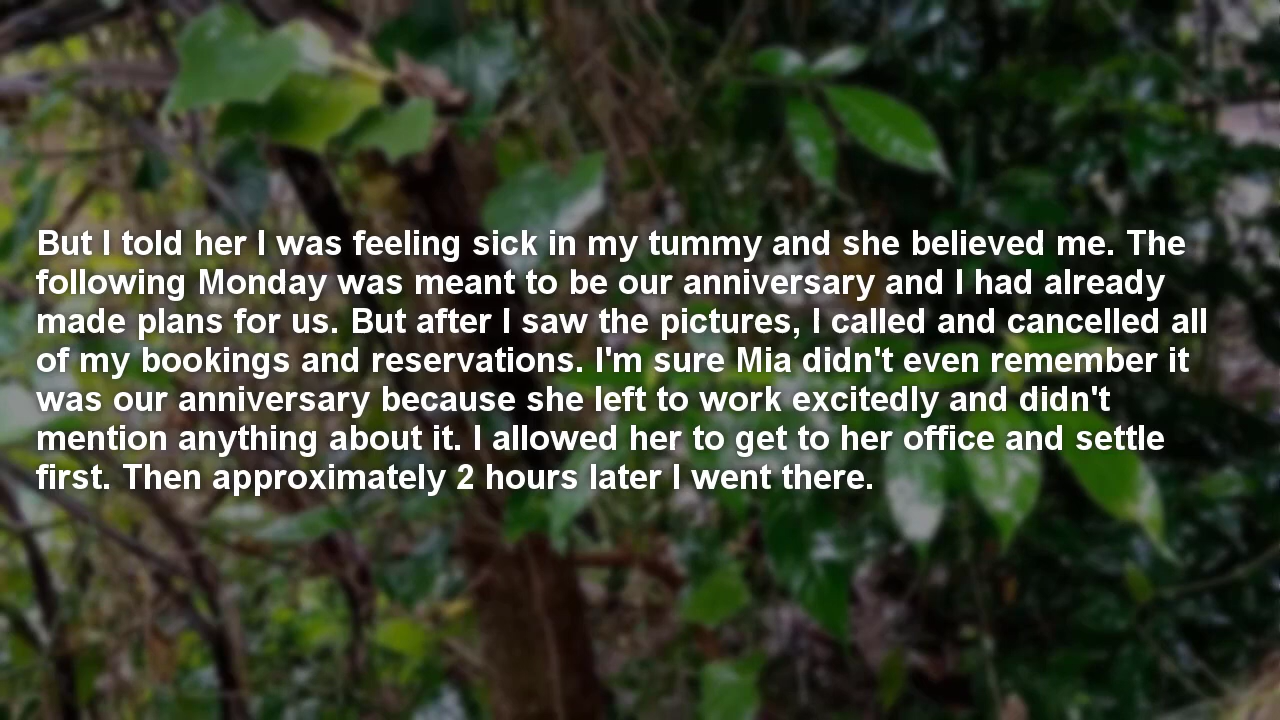 But I told her I was feeling sick in my tummy and she believed me. The
following Monday was meant to be our anniversary and I had already
made plans for us. But after I saw the pictures, I called and cancelled all
of my bookings and reservations. I'm sure Mia didn't even remember it
was our anniversary because she left to work excitedly and didn't
mention anything about it. I allowed her to get to her office and settle
first. Then approximately 2 hours later I went there.